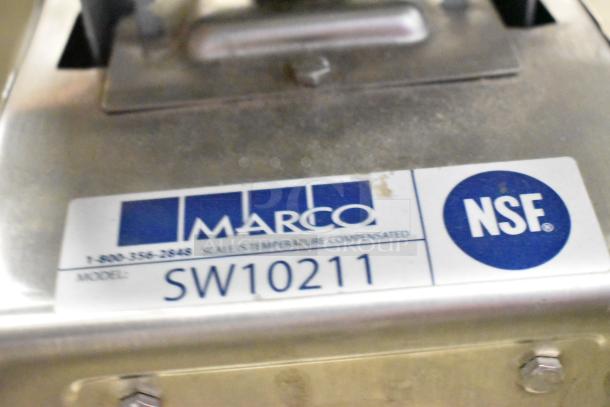 MARCO
1-800-356-2848 SCALE IS TEMPERATURE COMPENSATED
MODEL: SW10211
NSF®